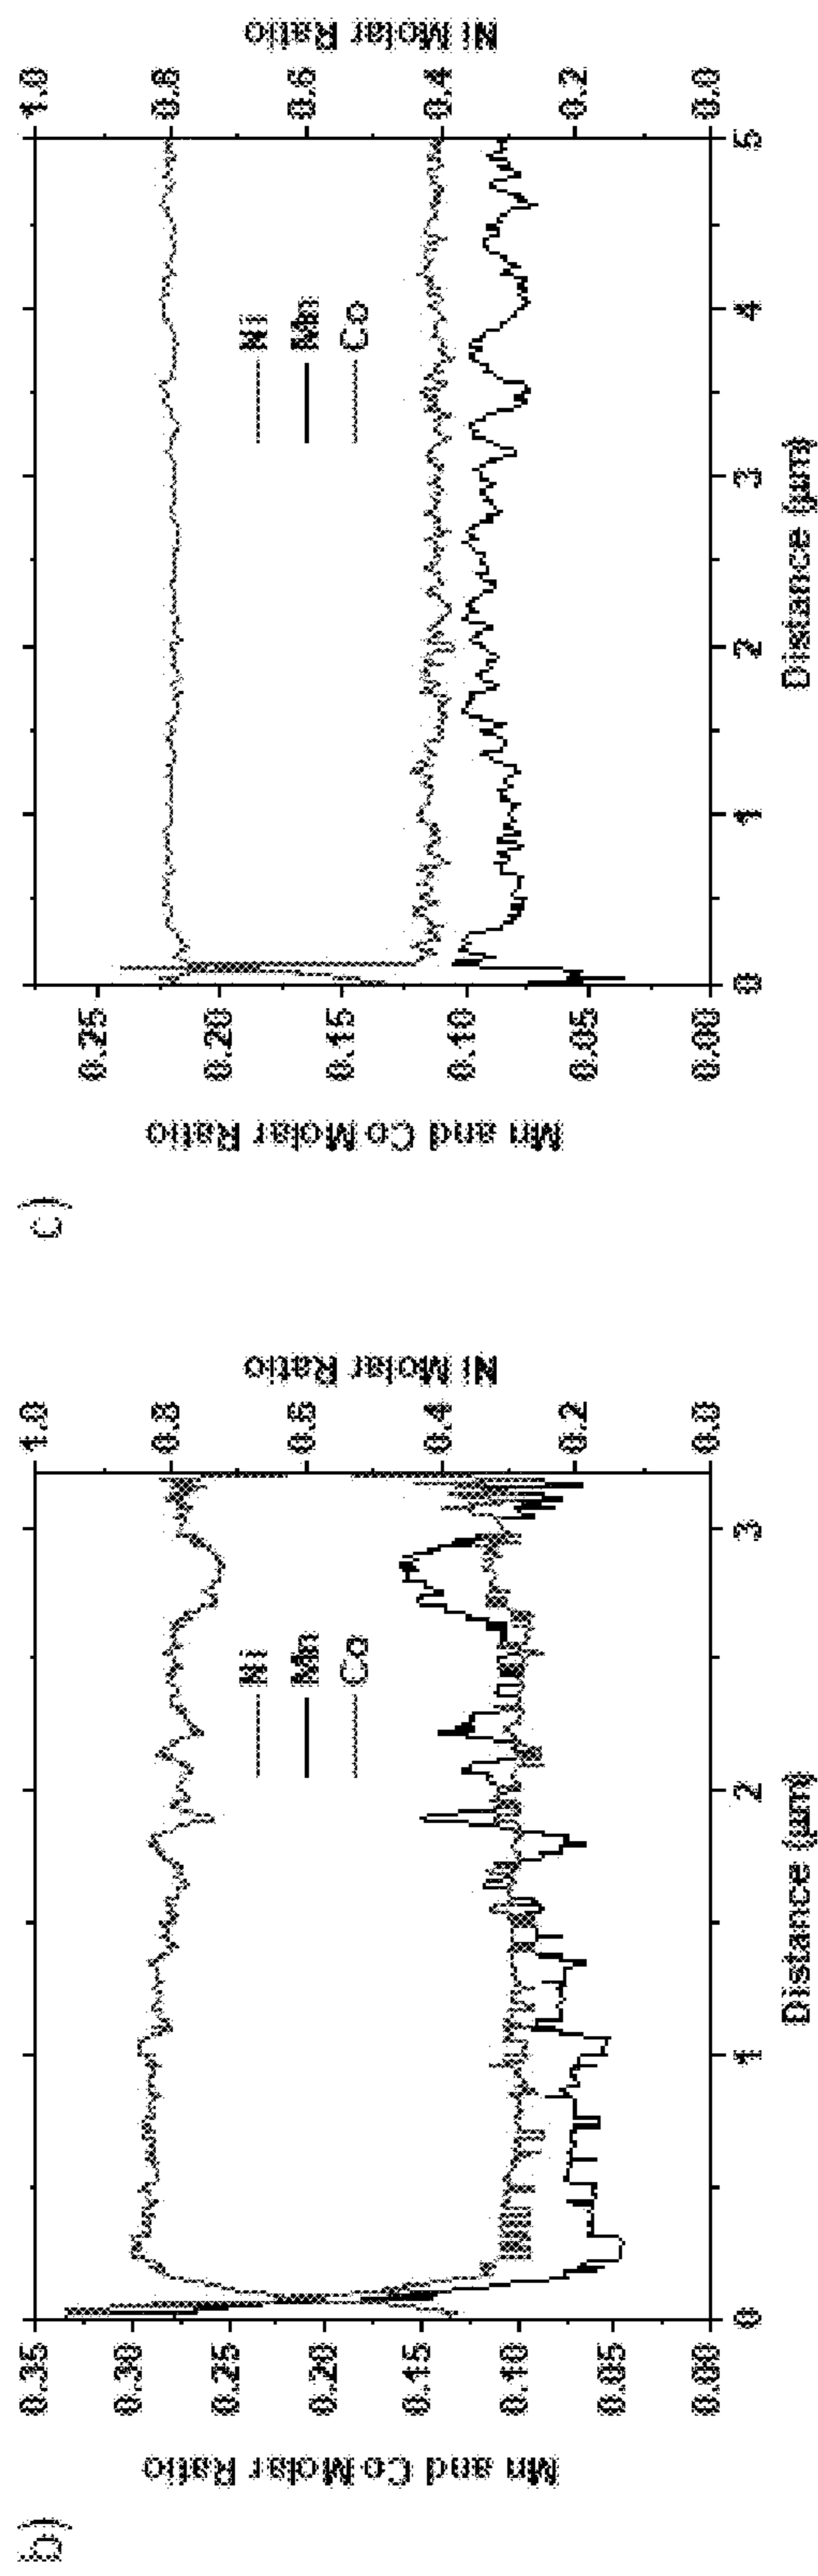 b)
Mn and Co Molar Ratio
0.35
0.30
0.25
0.20
0.15
0.10
0.05
0.00
Ni Molar Ratio
1.0
0.8
0.6
0.4
0.2
0.0
Ni
Mn
Co
0
1
2
3
Distance (μm)
c)
Mn and Co Molar Ratio
0.25
0.20
0.15
0.10
0.05
0.00
Ni Molar Ratio
1.0
0.8
0.6
0.4
0.2
0.0
Ni
Mn
Co
0
1
2
3
4
5
Distance (μm)